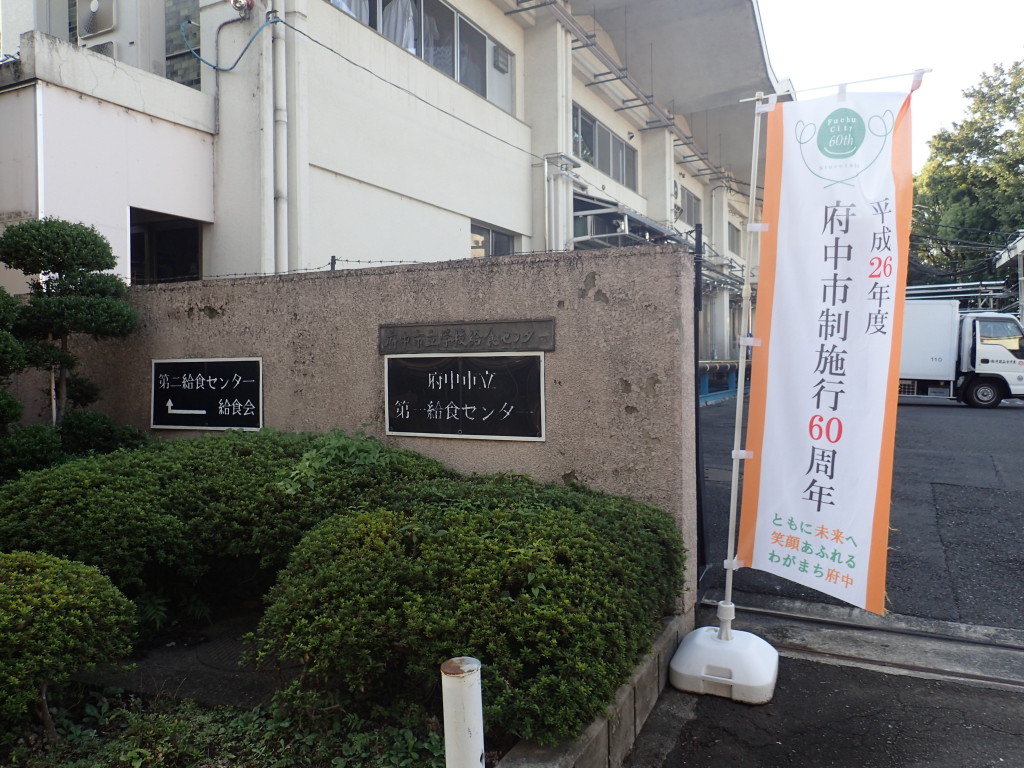 第二給食センター
給食会
府中市立学校給食センター
府中市立
第一給食センター
Fuchu
City
60th
平成26年度
府中市制施行60周年
ともに未来へ
笑顔あふれる
わがまち府中